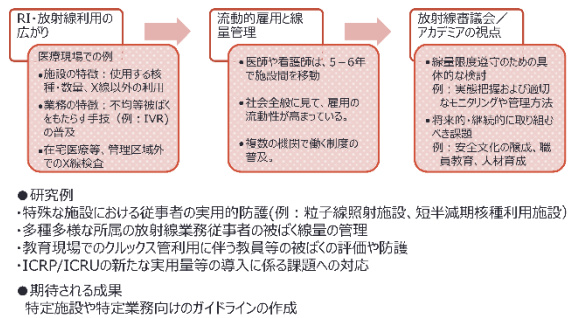 RI・放射線利用の
広がり
医療現場での例
●施設の特徴：使用する核
種・数量、X線以外の利用
●業務の特徴：不均等被ばく
をもたらす手技（例：IVR）
の普及
●在宅医療等、管理区域外
でのX線検査
流動的雇用と線
量管理
●医師や看護師は、5－6年
で施設間を移動
●社会全般に見て、雇用の
流動性が高まっている。
●複数の機関で働く制度の
普及。
放射線審議会／
アカデミアの視点
●線量限度遵守のための具
体的な検討
例：実態把握および適切
なモニタリングや管理方法
●将来的・継続的に取り組む
べき課題
例：安全文化の醸成、職
員教育、人材育成
●研究例
・特殊な施設における従事者の実用的防護(例：粒子線照射施設、短半減期核種利用施設）
・多種多様な所属の放射線業務従事者の被ばく線量の管理
・教育現場でのクルックス管利用に伴う教員等の被ばくの評価や防護
・ICRP/ICRUの新たな実用量等の導入に係る課題への対応
●期待される成果
特定施設や特定業務向けのガイドラインの作成